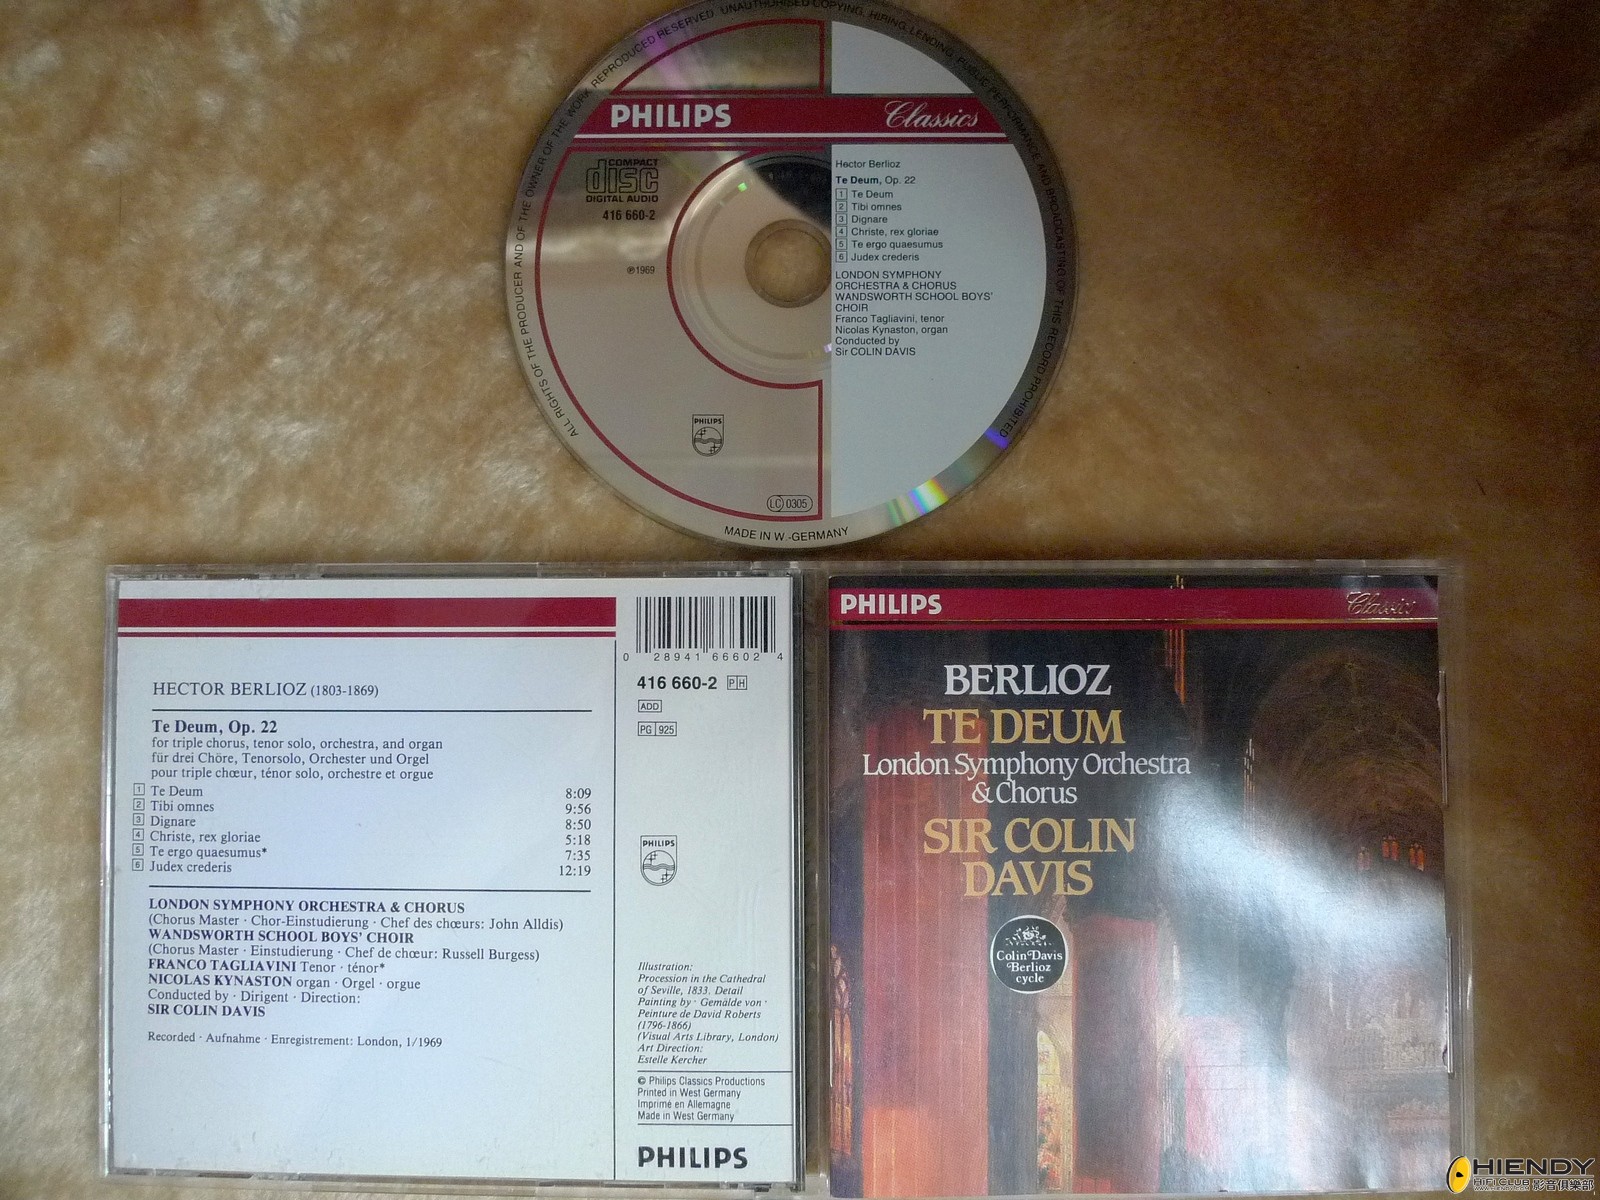 ALL RIGHTS OF THE PRODUCER AND OF THE OWNER OF THE WORK REPRODUCED RESERVED. UNAUTHORISED COPYING, HIRING, LENDING, PUBLIC PERFORMANCE AND BROADCASTING OF THIS RECORD PROHIBITED
PHILIPS Classics
COMPACT
disc
DIGITAL AUDIO
416 660-2
℗1969
Hector Berlioz
Te Deum, Op. 22
1 Te Deum
2 Tibi omnes
3 Dignare
4 Christe, rex gloriae
5 Te ergo quaesumus
6 Judex crederis
LONDON SYMPHONY
ORCHESTRA & CHORUS
WANDSWORTH SCHOOL BOYS'
CHOIR
Franco Tagliavini, tenor
Nicolas Kynaston, organ
Conducted by
Sir COLIN DAVIS
PHILIPS
LC 0305
MADE IN W.-GERMANY
HECTOR BERLIOZ (1803-1869)
Te Deum, Op. 22
for triple chorus, tenor solo, orchestra, and organ
für drei Chöre, Tenorsolo, Orchester und Orgel
pour triple chœur, ténor solo, orchestre et orgue
1 Te Deum 8:09
2 Tibi omnes 9:56
3 Dignare 8:50
4 Christe, rex gloriae 5:18
5 Te ergo quaesumus* 7:35
6 Judex crederis 12:19
LONDON SYMPHONY ORCHESTRA & CHORUS
(Chorus Master · Chor-Einstudierung · Chef des chœurs: John Alldis)
WANDSWORTH SCHOOL BOYS' CHOIR
(Chorus Master · Einstudierung · Chef de chœur: Russell Burgess)
FRANCO TAGLIAVINI Tenor · ténor*
NICOLAS KYNASTON organ · Orgel · orgue
Conducted by · Dirigent · Direction:
SIR COLIN DAVIS
Recorded · Aufnahme · Enregistrement: London, 1/1969
0 28941 66602 4
416 660-2 PH
ADD
PG 925
PHILIPS
Illustration:
Procession in the Cathedral
of Seville, 1833. Detail
Painting by · Gemälde von ·
Peinture de David Roberts
(1796-1866)
(Visual Arts Library, London)
Art Direction:
Estelle Kercher
© Philips Classics Productions
Printed in West Germany
Imprimé en Allemagne
Made in West Germany
PHILIPS
PHILIPS Classics
BERLIOZ
TE DEUM
London Symphony Orchestra
& Chorus
SIR COLIN
DAVIS
Colin Davis
Berlioz
cycle
HIENDY
HIFICLUB 影音俱樂部